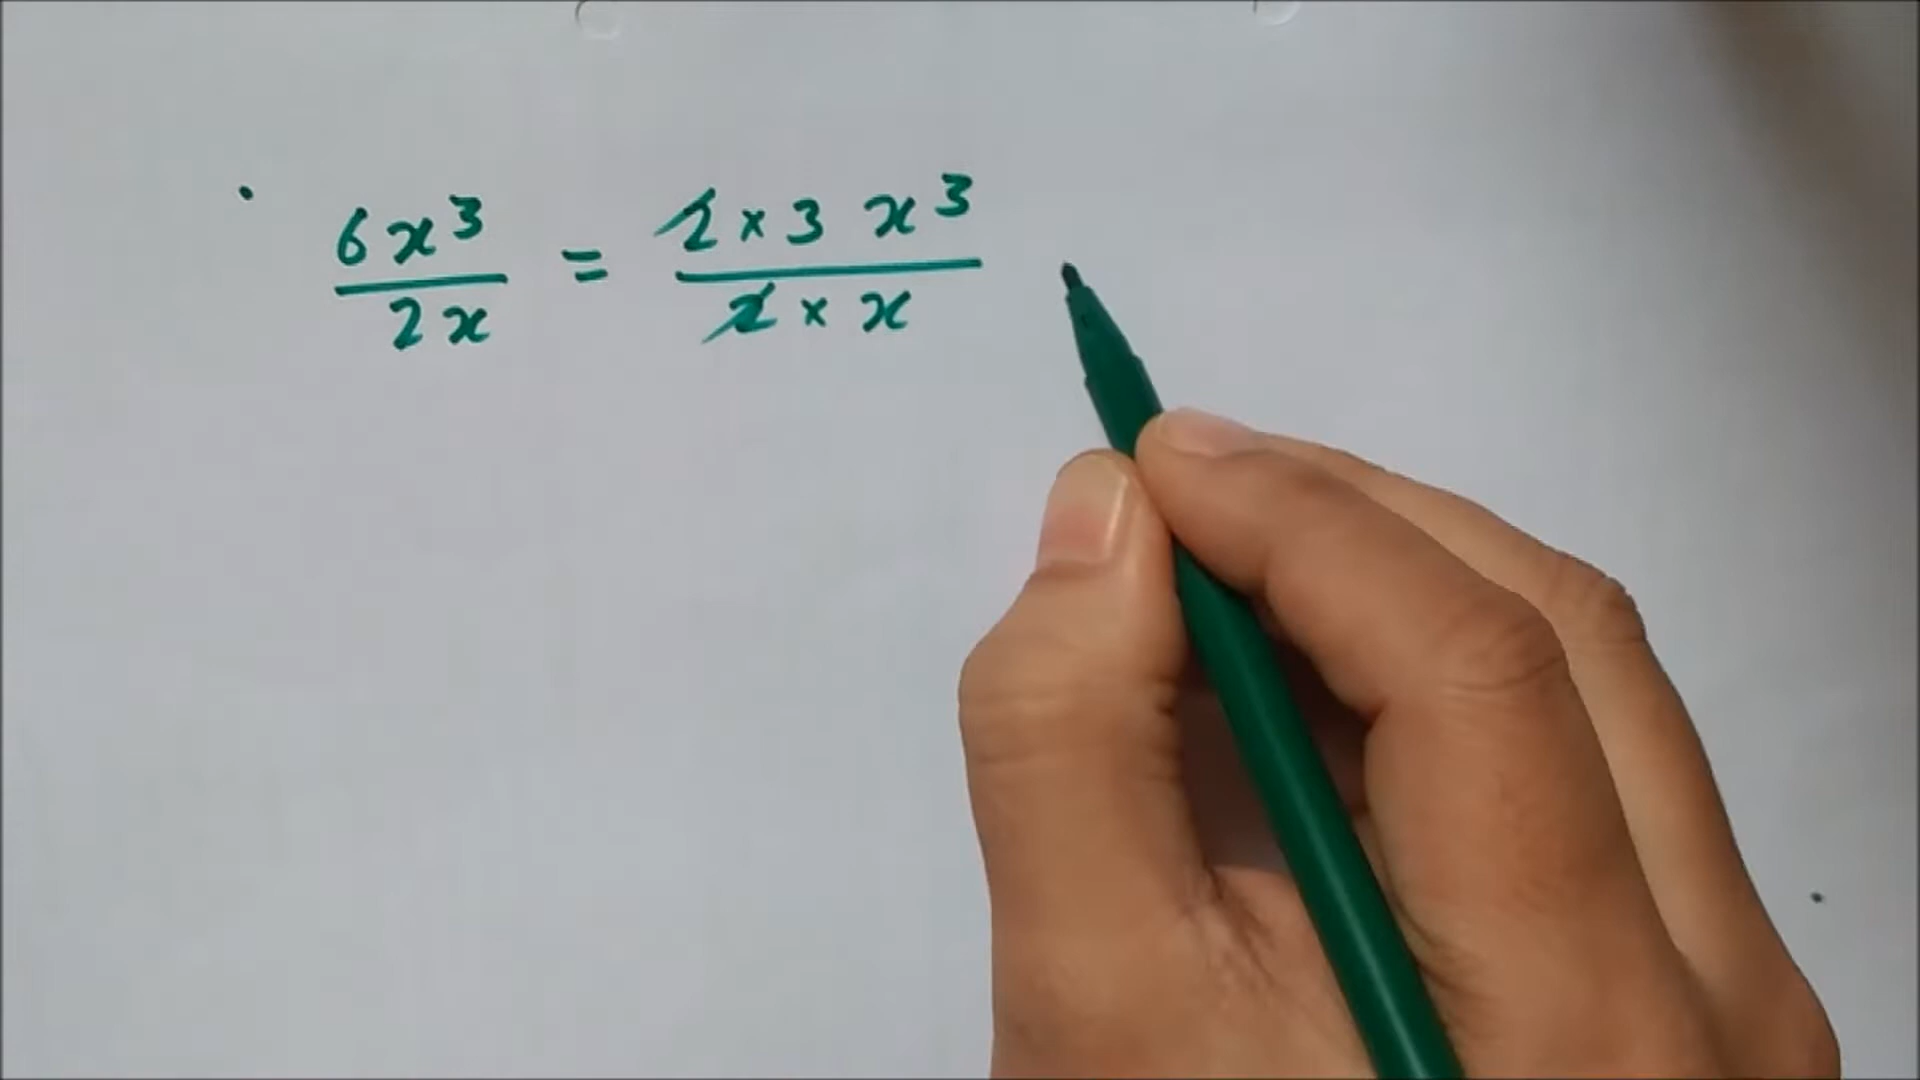 6x³/2x = 2 × 3 x³/2 × x